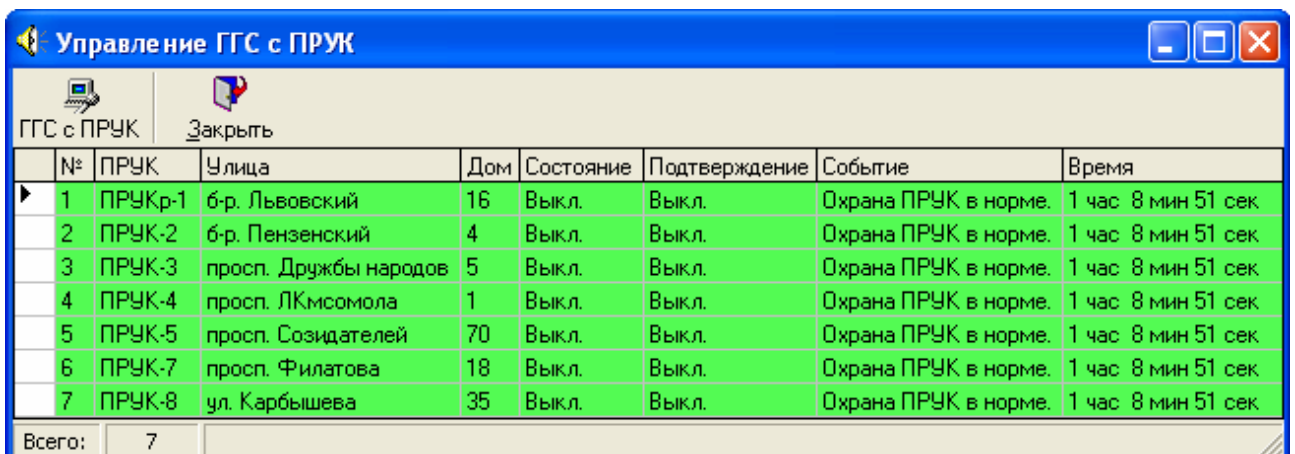 Управление ГГС с ПРУК
ГГС с ПРУК Закрыть
№ ПРУК Улица Дом Состояние Подтверждение Событие Время
1 ПРУКр-1 б-р. Львовский 16 Выкл. Выкл. Охрана ПРУК в норме. 1 час 8 мин 51 сек
2 ПРУК-2 б-р. Пензенский 4 Выкл. Выкл. Охрана ПРУК в норме. 1 час 8 мин 51 сек
3 ПРУК-3 просп. Дружбы народов 5 Выкл. Выкл. Охрана ПРУК в норме. 1 час 8 мин 51 сек
4 ПРУК-4 просп. ЛКмсомола 1 Выкл. Выкл. Охрана ПРУК в норме. 1 час 8 мин 51 сек
5 ПРУК-5 просп. Созидателей 70 Выкл. Выкл. Охрана ПРУК в норме. 1 час 8 мин 51 сек
6 ПРУК-7 просп. Филатова 18 Выкл. Выкл. Охрана ПРУК в норме. 1 час 8 мин 51 сек
7 ПРУК-8 ул. Карбышева 35 Выкл. Выкл. Охрана ПРУК в норме. 1 час 8 мин 51 сек
Всего: 7